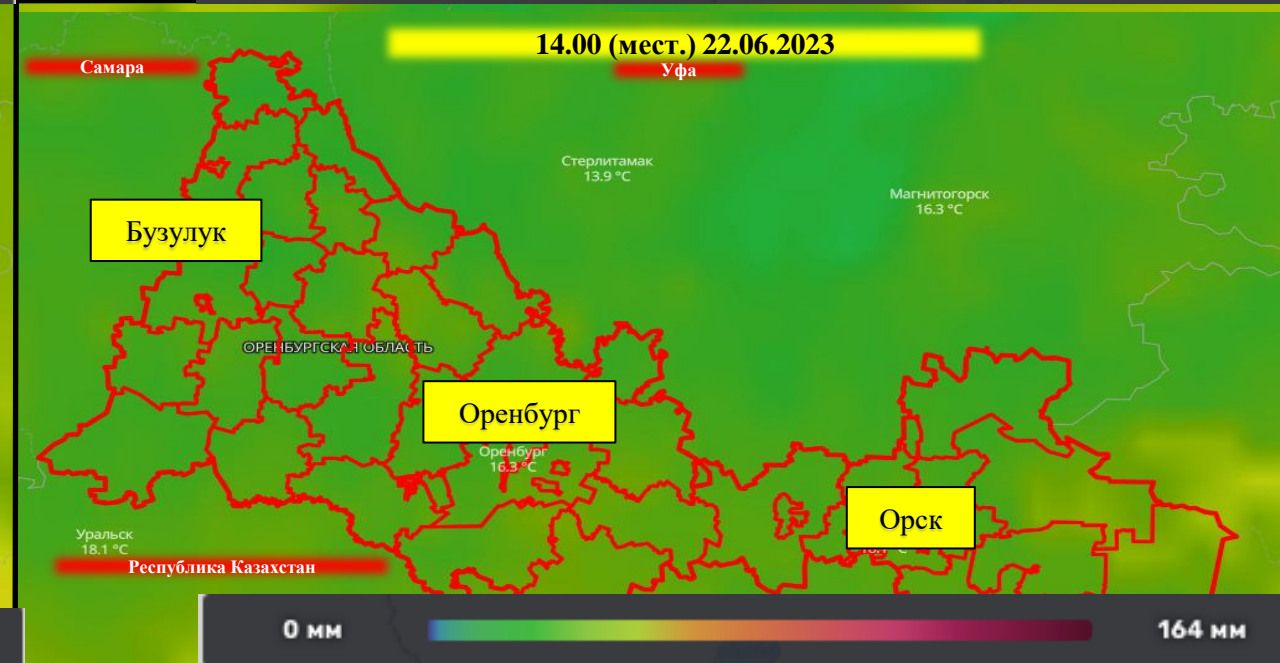 14.00 (мест.) 22.06.2023
Самара
Уфа
Стерлитамак
13.9 °C
Магнитогорск
16.3 °C
Бузулук
ОРЕНБУРГСКАЯ ОБЛАСТЬ
Оренбург
Оренбург
16.3 °C
Орск
Уральск
18.1 °C
Республика Казахстан
0 мм
164 мм